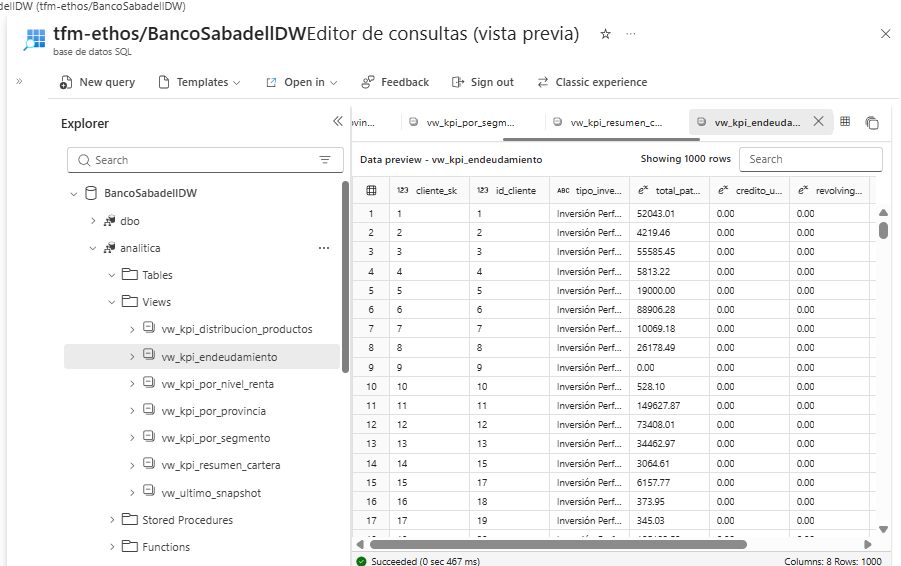 dellDW (tfm-ethos/BancoSabadellDW)
tfm-ethos/BancoSabadellDWEditor de consultas (vista previa)
base de datos SQL
New query Templates Open in Feedback Sign out Classic experience
Explorer
Search
BancoSabadellDW
dbo
analitica
Tables
Views
vw_kpi_distribucion_productos
vw_kpi_endeudamiento
vw_kpi_por_nivel_renta
vw_kpi_por_provincia
vw_kpi_por_segmento
vw_kpi_resumen_cartera
vw_ultimo_snapshot
Stored Procedures
Functions
ovin... vw_kpi_por_segm... vw_kpi_resumen_c... vw_kpi_endeuda...
Data preview - vw_kpi_endeudamiento Showing 1000 rows Search
123 cliente_sk 123 id_cliente ABC tipo_inve... eˣ total_pat... eˣ credito_u... eˣ revolving...
1 1 1 Inversión Perf... 52043.01 0.00 0.00
2 2 2 Inversión Perf... 4219.46 0.00 0.00
3 3 3 Inversión Perf... 55585.45 0.00 0.00
4 4 4 Inversión Perf... 5813.22 0.00 0.00
5 5 5 Inversión Perf... 19000.00 0.00 0.00
6 6 6 Inversión Perf... 88906.28 0.00 0.00
7 7 7 Inversión Perf... 10069.18 0.00 0.00
8 8 8 Inversión Perf... 26178.49 0.00 0.00
9 9 9 Inversión Perf... 0.00 0.00 0.00
10 10 10 Inversión Perf... 528.10 0.00 0.00
11 11 11 Inversión Perf... 149627.87 0.00 0.00
12 12 12 Inversión Perf... 73408.01 0.00 0.00
13 13 13 Inversión Perf... 34462.97 0.00 0.00
14 14 15 Inversión Perf... 3064.61 0.00 0.00
15 15 17 Inversión Perf... 6157.77 0.00 0.00
16 16 18 Inversión Perf... 373.95 0.00 0.00
17 17 19 Inversión Perf... 345.03 0.00 0.00
Succeeded (0 sec 467 ms) Columns: 8 Rows: 1000